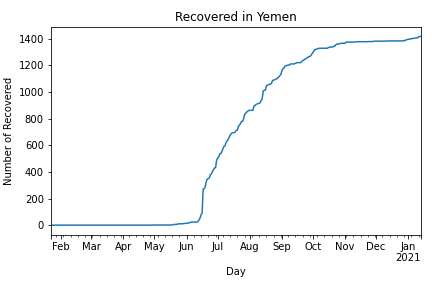 Recovered in Yemen
Number of Recovered
1400
1200
1000
800
600
400
200
0
Feb Mar Apr May Jun Jul Aug Sep Oct Nov Dec Jan
2021
Day